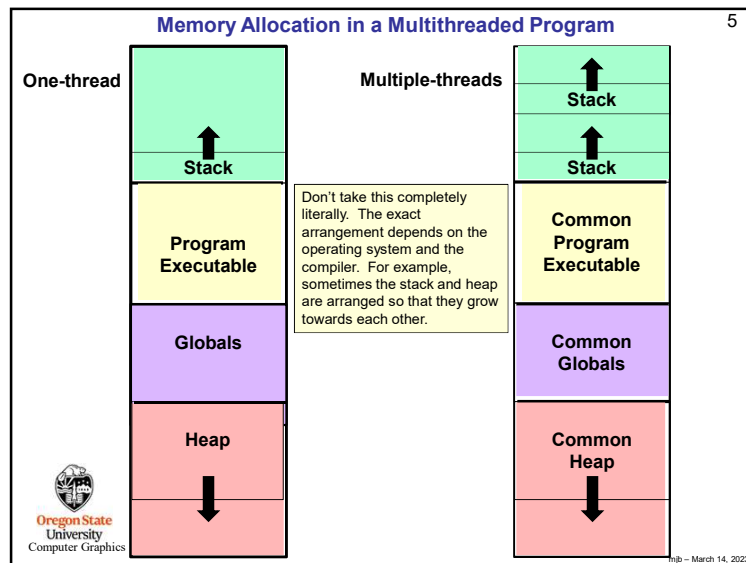 Memory Allocation in a Multithreaded Program
5
One-thread
Stack
Program
Executable
Globals
Heap
Don't take this completely
literally. The exact
arrangement depends on the
operating system and the
compiler. For example,
sometimes the stack and heap
are arranged so that they grow
towards each other.
Multiple-threads
Stack
Stack
Common
Program
Executable
Common
Globals
Common
Heap
Oregon State
University
Computer Graphics
mjb – March 14, 2023